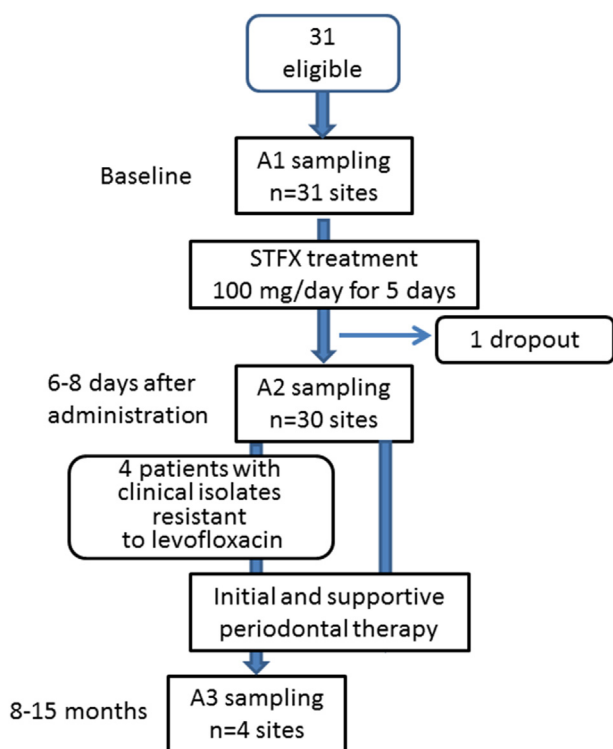 31
eligible
Baseline
A1 sampling
n=31 sites
STFX treatment
100 mg/day for 5 days
1 dropout
6-8 days after
administration
A2 sampling
n=30 sites
4 patients with
clinical isolates
resistant
to levofloxacin
Initial and supportive
periodontal therapy
8-15 months
A3 sampling
n=4 sites